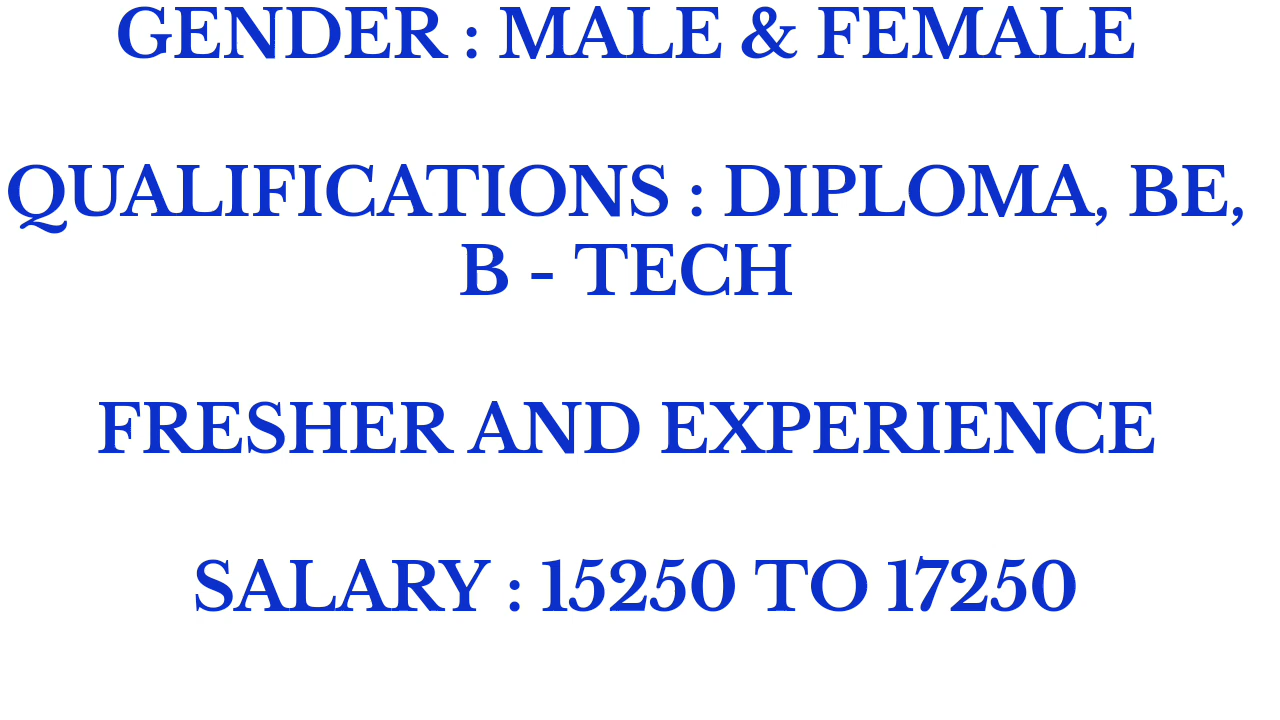 GENDER : MALE & FEMALE
QUALIFICATIONS : DIPLOMA, BE,
B - TECH
FRESHER AND EXPERIENCE
SALARY : 15250 TO 17250